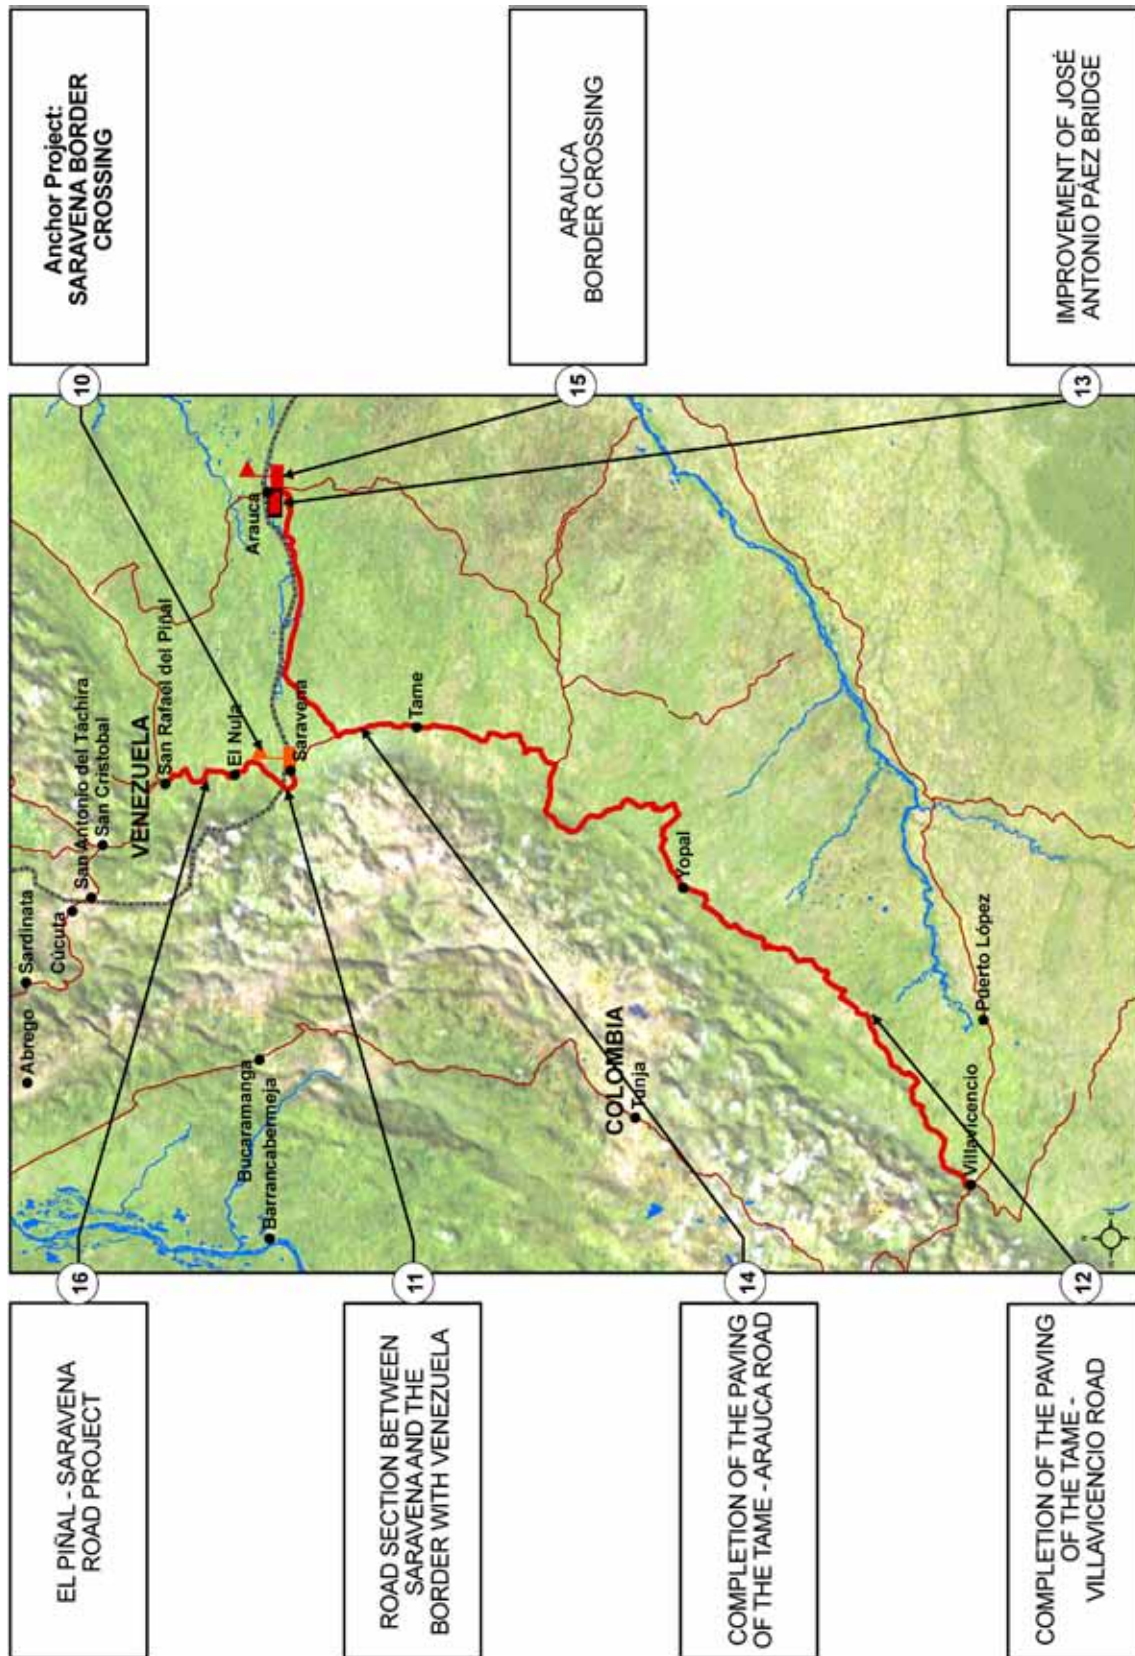 EL PIÑAL - SARAVENA
ROAD PROJECT
16
ROAD SECTION BETWEEN
SARAVENA AND THE
BORDER WITH VENEZUELA
11
COMPLETION OF THE PAVING
OF THE TAME - ARAUCA ROAD
14
COMPLETION OF THE PAVING
OF THE TAME -
VILLAVICENCIO ROAD
12
Abrego
Sardinata
Cúcuta
San Antonio del Táchira
San Cristobal
VENEZUELA
San Rafael del Piñal
El Nula
Saravena
Arauca
Bucaramanga
Barrancabermeja
Tame
COLOMBIA
Tunja
Yopal
Villavicencio
Puerto López
10
Anchor Project:
SARAVENA BORDER
CROSSING
15
ARAUCA
BORDER CROSSING
13
IMPROVEMENT OF JOSÉ
ANTONIO PÁEZ BRIDGE